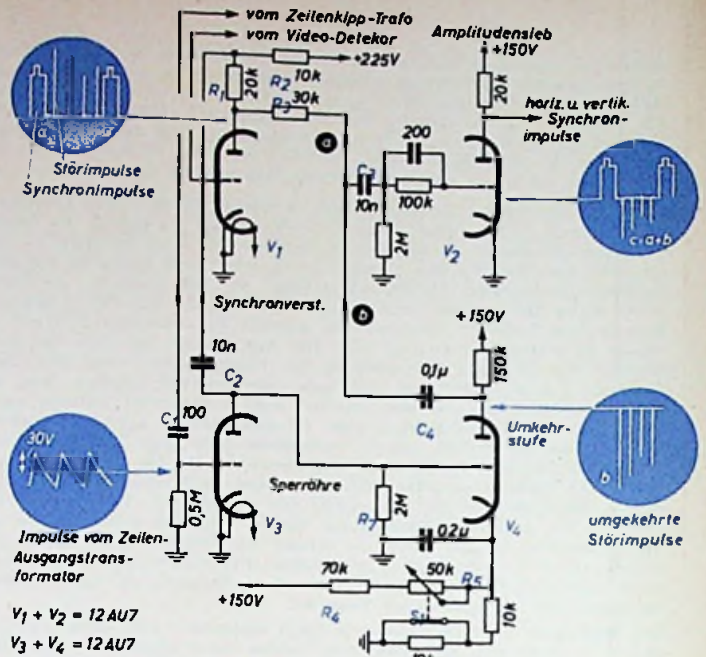 vom Zeilenkipp-Trafo
vom Video-Detekor
Amplitudensieb
+150V
R2
10k
+225V
R1
20k
R3
30k
20k
horiz. u. vertik.
Synchron-
impulse
a
a
Störimpulse
Synchronimpulse
a
200
C3
10n
100k
2M
V1
V2
c=a+b
Synchronverst.
b
+150V
10n
C2
0,1µ
150k
C1
100
C4
Umkehr-
stufe
30V
b
Sperröhre
0,5M
V3
R7
2M
V4
umgekehrte
Störimpulse
0,2µ
Impulse vom Zeilen-
Ausgangstrans-
formator
70k
50k
R5
+150V
R4
10k
V1 + V2 = 12AU7
V3 + V4 = 12AU7